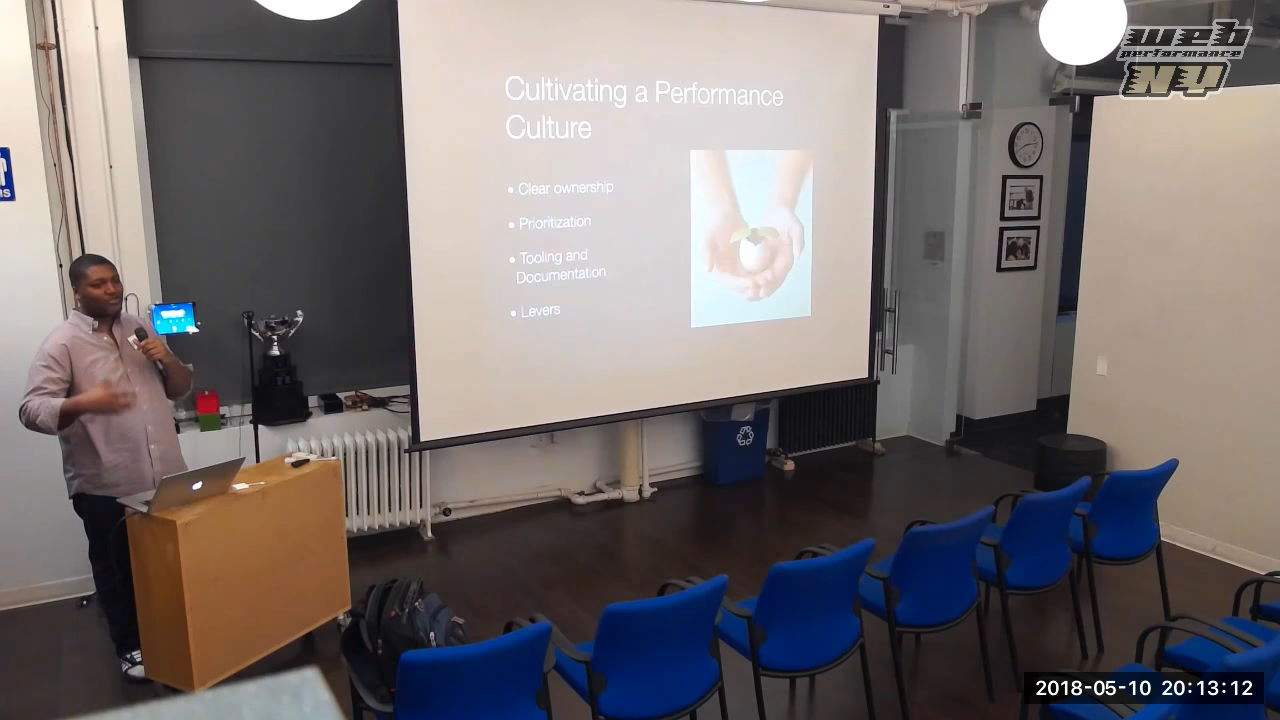 web
performance
NY
Cultivating a Performance
Culture
• Clear ownership
• Prioritization
• Tooling and
Documentation
• Levers
2018-05-10 20:13:12